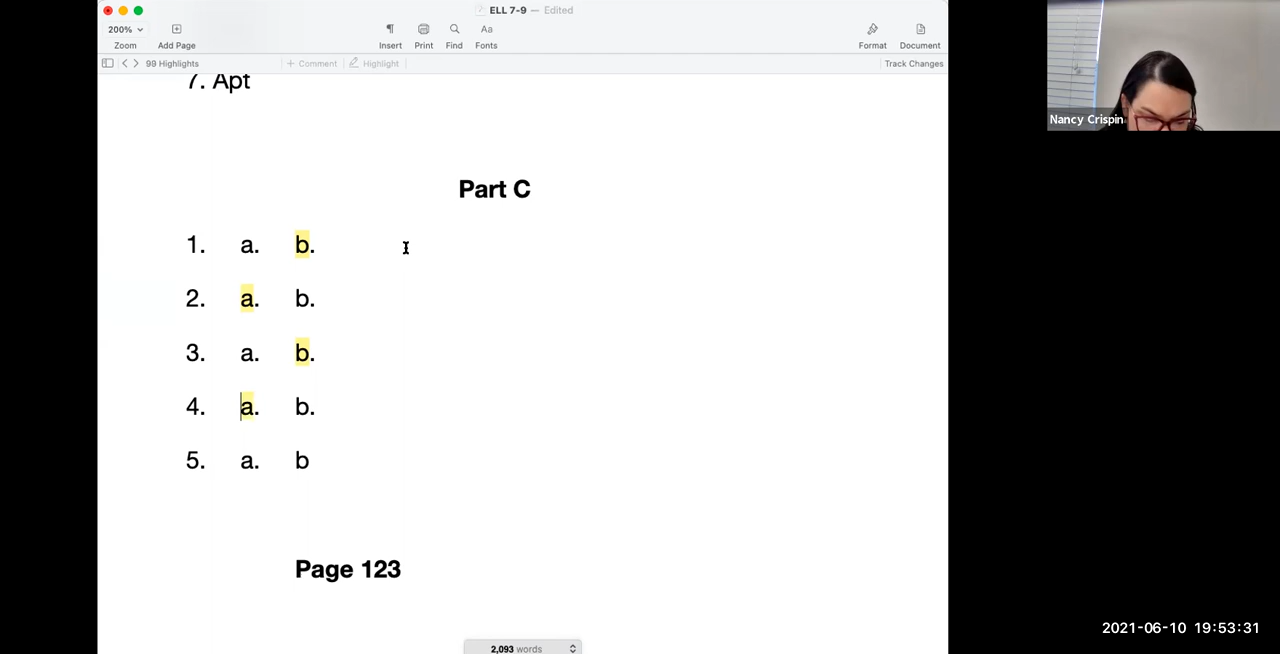 ELL 7-9 — Edited
200%
Zoom
Add Page
Insert
Print
Find
Aa
Fonts
Format
Document
99 Highlights
+ Comment
Highlight
Track Changes
7. Apt
Part C
1. a. b.
2. a. b.
3. a. b.
4. a. b.
5. a. b
Page 123
2,093 words
Nancy Crispin
2021-06-10 19:53:31